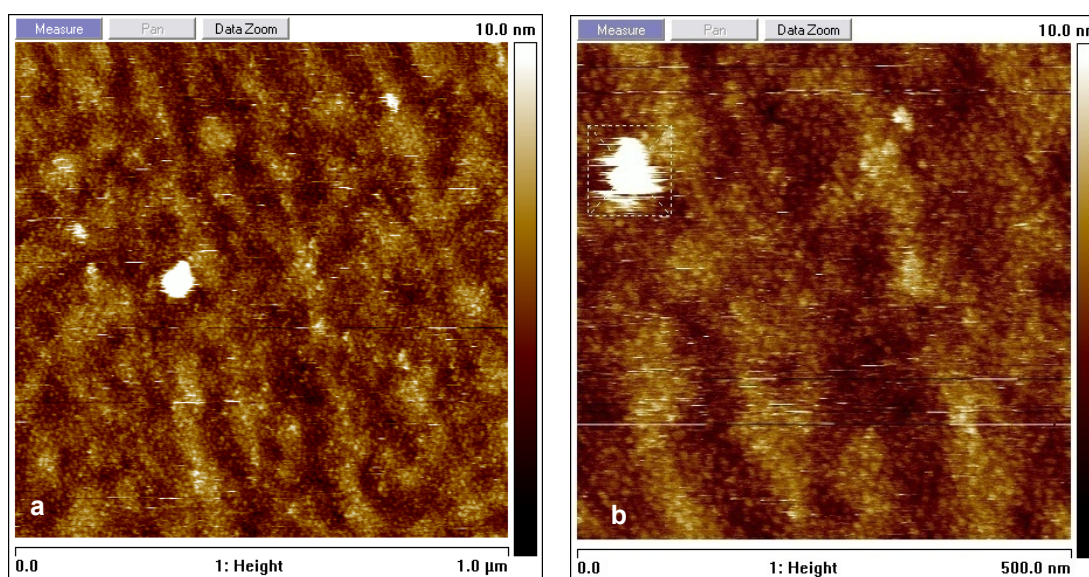 Measure Pan Data Zoom 10.0 nm
a
0.0 1: Height 1.0 µm
Measure Pan Data Zoom 10.0 nm
b
0.0 1: Height 500.0 nm